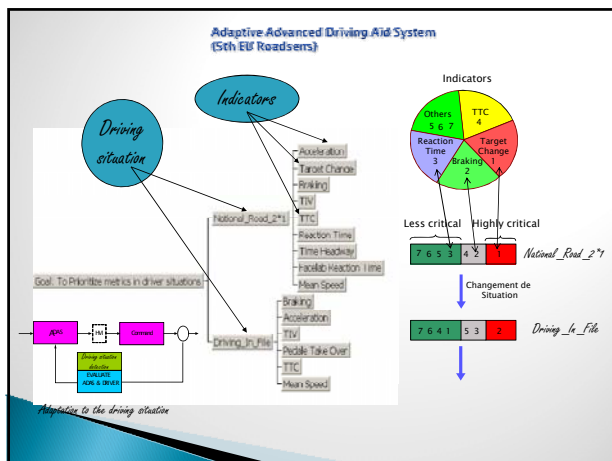 Adaptive Advanced Driving Aid System
(5th EU Roadsens)
Driving
situation
Indicators
Acceleration
Target Change
Braking
TIV
National_Road_2*1
TTC
Reaction Time
Time Headway
Facelab Reaction Time
Mean Speed
Goal: To Prioritize metrics in driver situations
Braking
Acceleration
TIV
Driving_In_File
Pedale Take Over
TTC
Mean Speed
ADAS
HM
Command
Driving situation
detection
EVALUATE
ADAS & DRIVER
Adaptation to the driving situation
Indicators
Others
5 6 7
TTC
4
Reaction
Time
3
Target
Change
1
Braking
2
Less critical
Highly critical
7 6 5 3
4 2
1
National_Road_2*1
Changement de
Situation
7 6 4 1
5 3
2
Driving_In_File